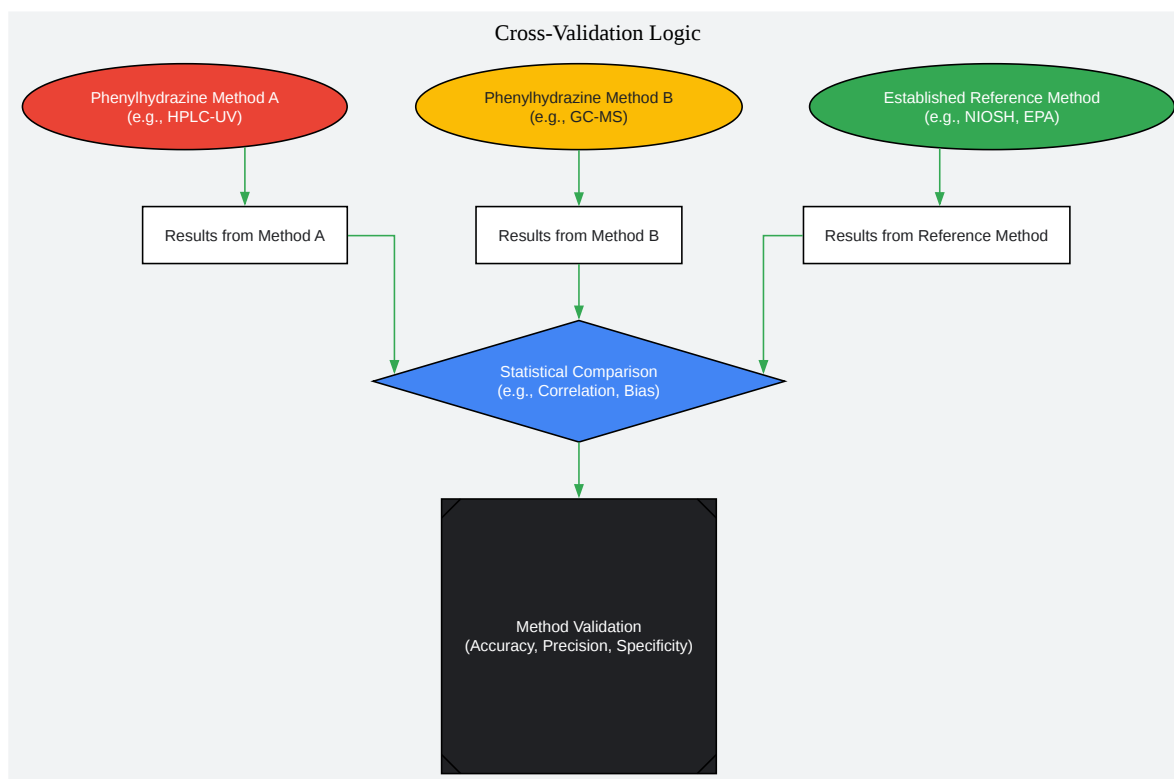 Cross-Validation Logic
Phenylhydrazine Method A
(e.g., HPLC-UV)
Phenylhydrazine Method B
(e.g., GC-MS)
Established Reference Method
(e.g., NIOSH, EPA)
Results from Method A
Results from Method B
Results from Reference Method
Statistical Comparison
(e.g., Correlation, Bias)
Method Validation
(Accuracy, Precision, Specificity)